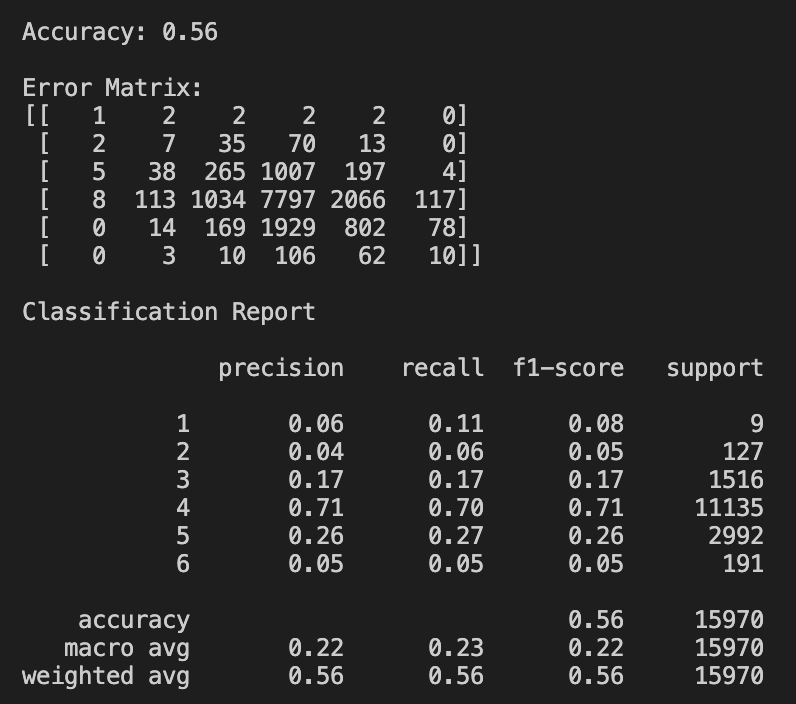 Accuracy: 0.56
Error Matrix:
[[   1    2    2    2    2    0]
 [   2    7   35   70   13    0]
 [   5   38  265 1007  197    4]
 [   8  113 1034 7797 2066  117]
 [   0   14  169 1929  802   78]
 [   0    3   10  106   62   10]]
Classification Report
              precision    recall  f1-score   support
           1       0.06      0.11      0.08         9
           2       0.04      0.06      0.05       127
           3       0.17      0.17      0.17      1516
           4       0.71      0.70      0.71     11135
           5       0.26      0.27      0.26      2992
           6       0.05      0.05      0.05       191
    accuracy                           0.56     15970
   macro avg       0.22      0.23      0.22     15970
weighted avg       0.56      0.56      0.56     15970